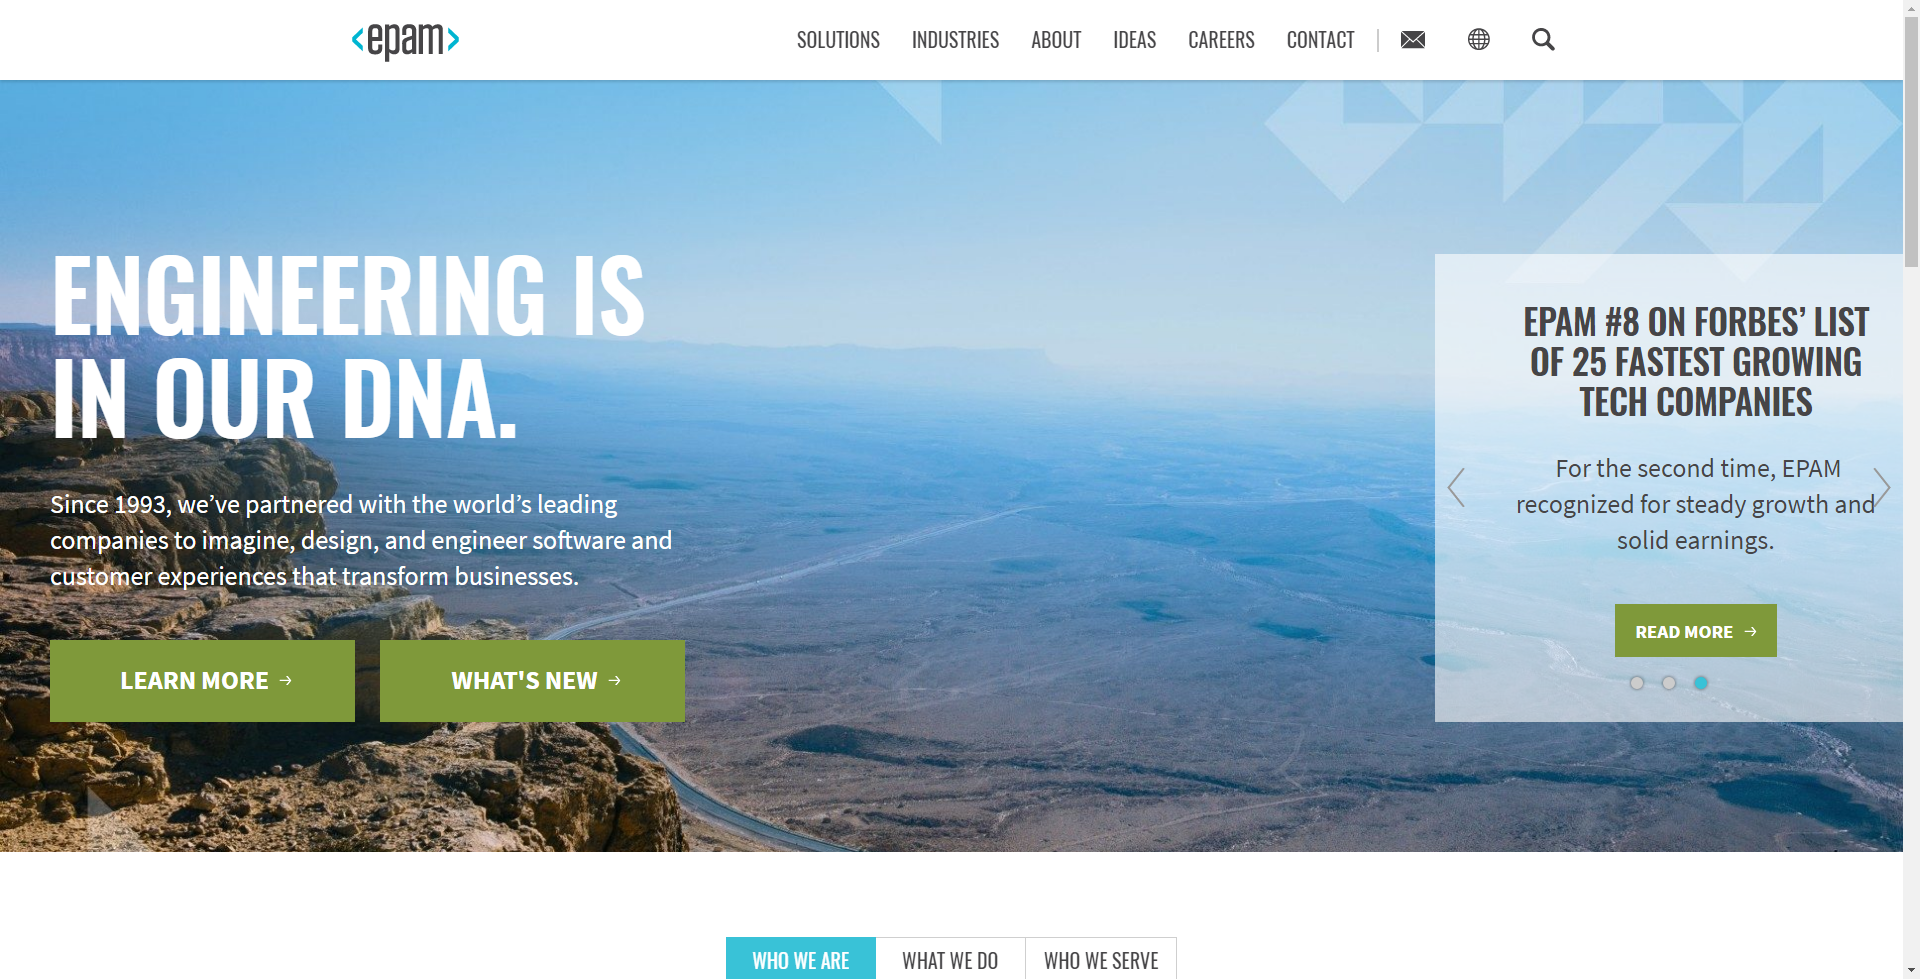 <epam>
SOLUTIONS
INDUSTRIES
ABOUT
IDEAS
CAREERS
CONTACT
ENGINEERING IS
IN OUR DNA.
Since 1993, we’ve partnered with the world’s leading
companies to imagine, design, and engineer software and
customer experiences that transform businesses.
LEARN MORE →
WHAT'S NEW →
EPAM #8 ON FORBES’ LIST
OF 25 FASTEST GROWING
TECH COMPANIES
For the second time, EPAM
recognized for steady growth and
solid earnings.
READ MORE →
WHO WE ARE
WHAT WE DO
WHO WE SERVE